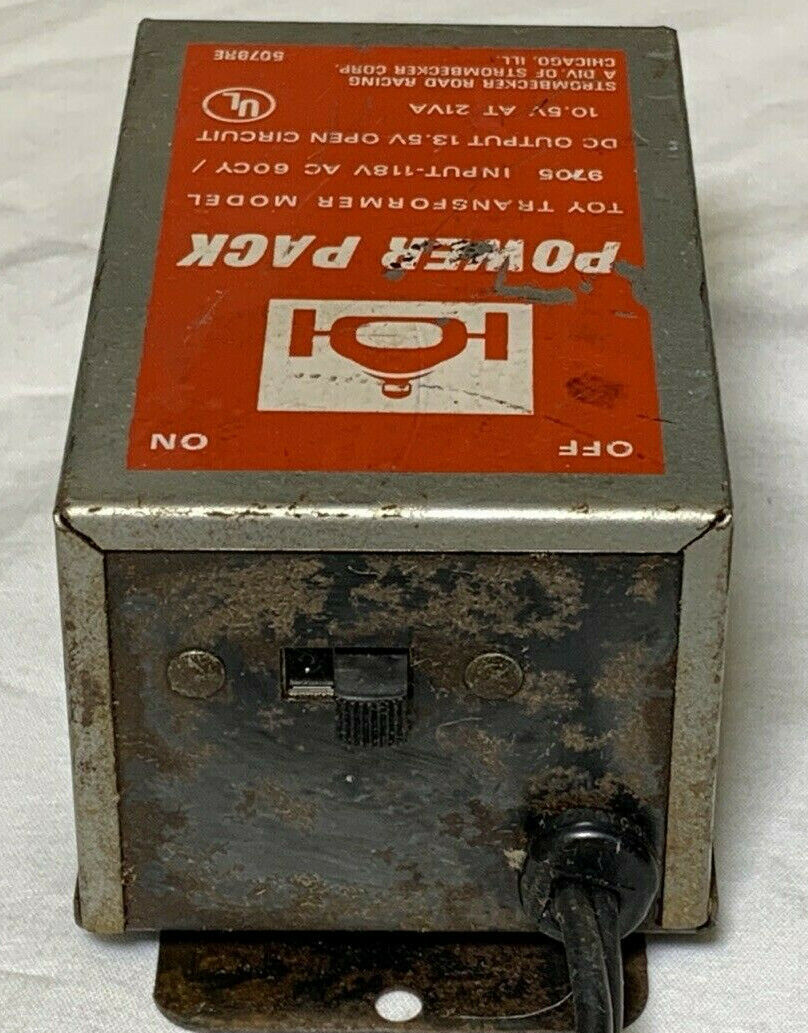 OFF ON
POWER PACK
TOY TRANSFORMER MODEL
9705 INPUT-118V AC 60CY/
DC OUTPUT 13.5V OPEN CIRCUIT
10.5V AT 21VA
UL
STROMBECKER ROAD RACING
A DIV. OF STROMBECKER CORP.
CHICAGO, ILL.
5078RE